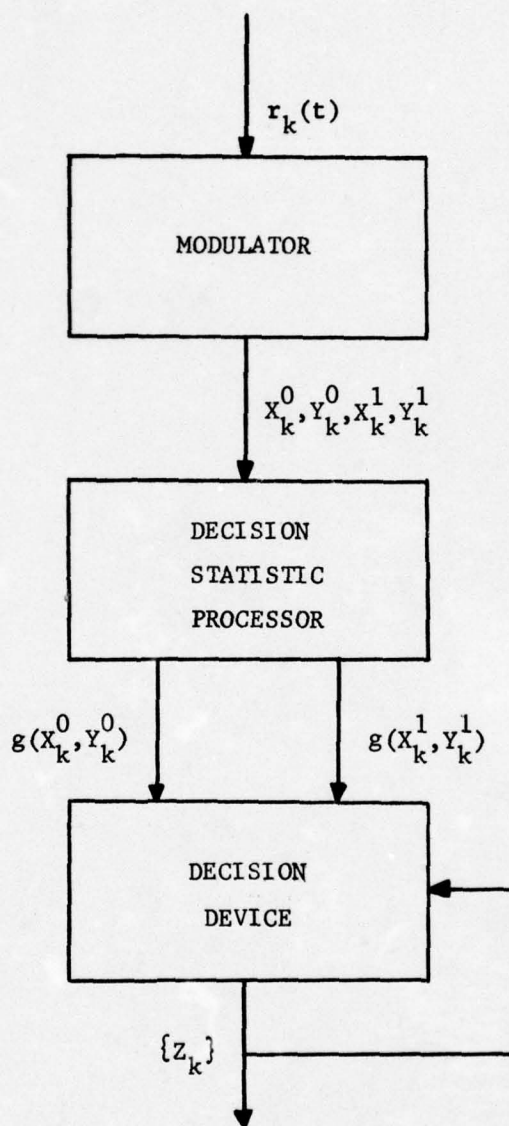 r_k(t)
MODULATOR
X_k^0,Y_k^0,X_k^1,Y_k^1
DECISION
STATISTIC
PROCESSOR
g(X_k^0,Y_k^0) g(X_k^1,Y_k^1)
DECISION
DEVICE
{Z_k}